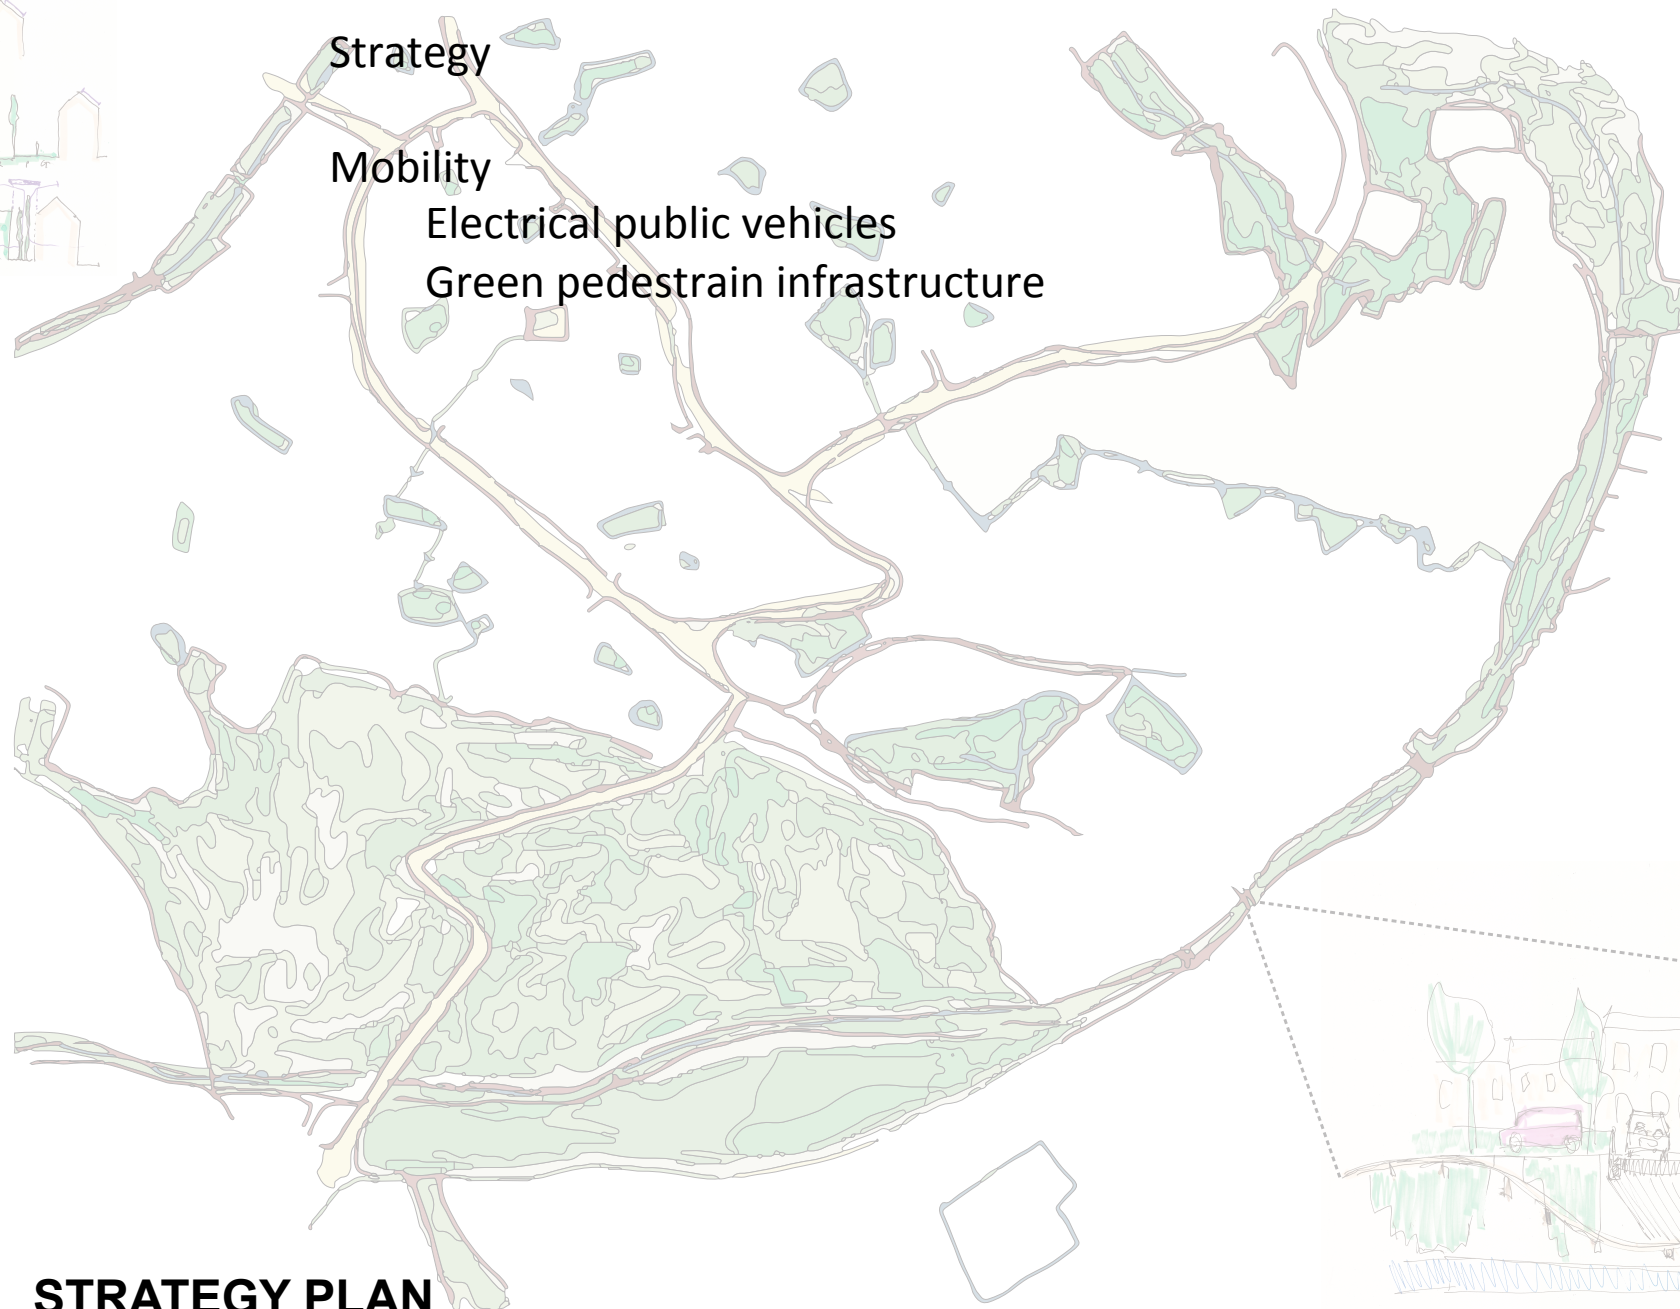 Strategy
Mobility
Electrical public vehicles
Green pedestrain infrastructure
STRATEGY PLAN